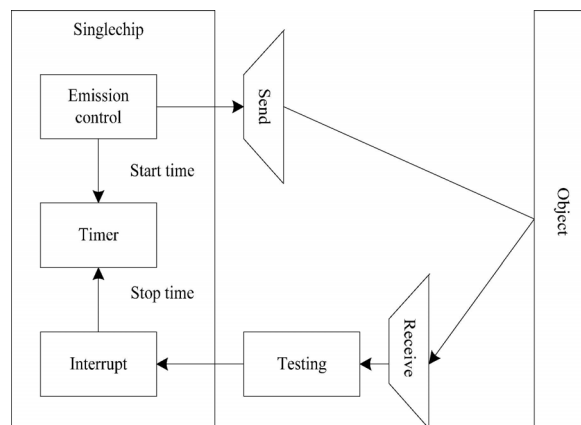 Singlechip
Emission
control
Send
Start time
Timer
Object
Stop time
Interrupt
Testing
Receive